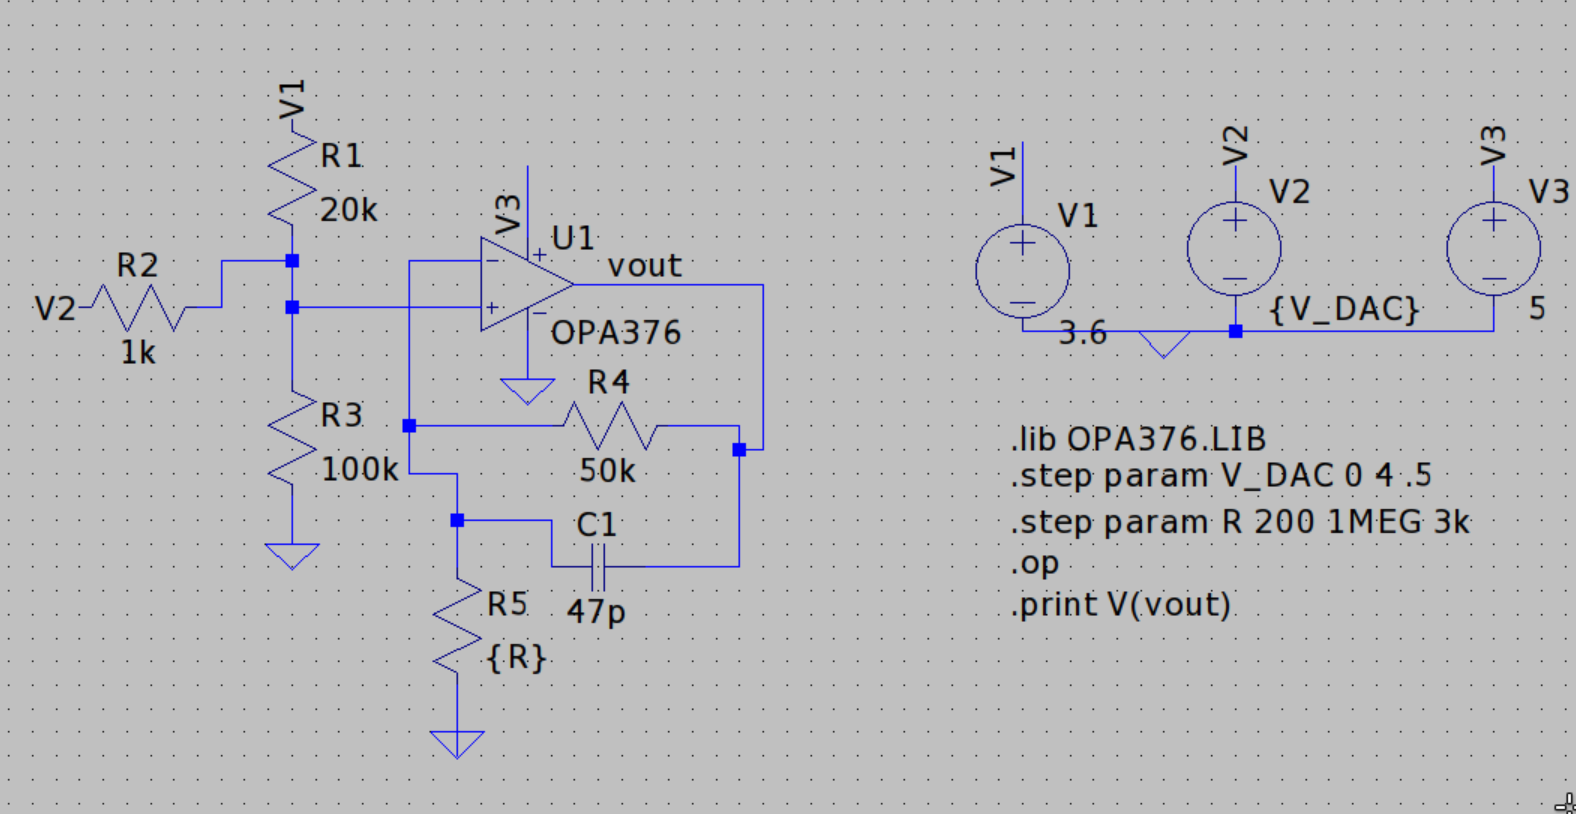 V1
R1
20k
R2
V2
1k
R3
100k
V3
U1
vout
OPA376
R4
50k
C1
47p
R5
{R}
V1
V1
3.6
V2
V2
{V_DAC}
V3
V3
5
.lib OPA376.LIB
.step param V_DAC 0 4 .5
.step param R 200 1MEG 3k
.op
.print V(vout)